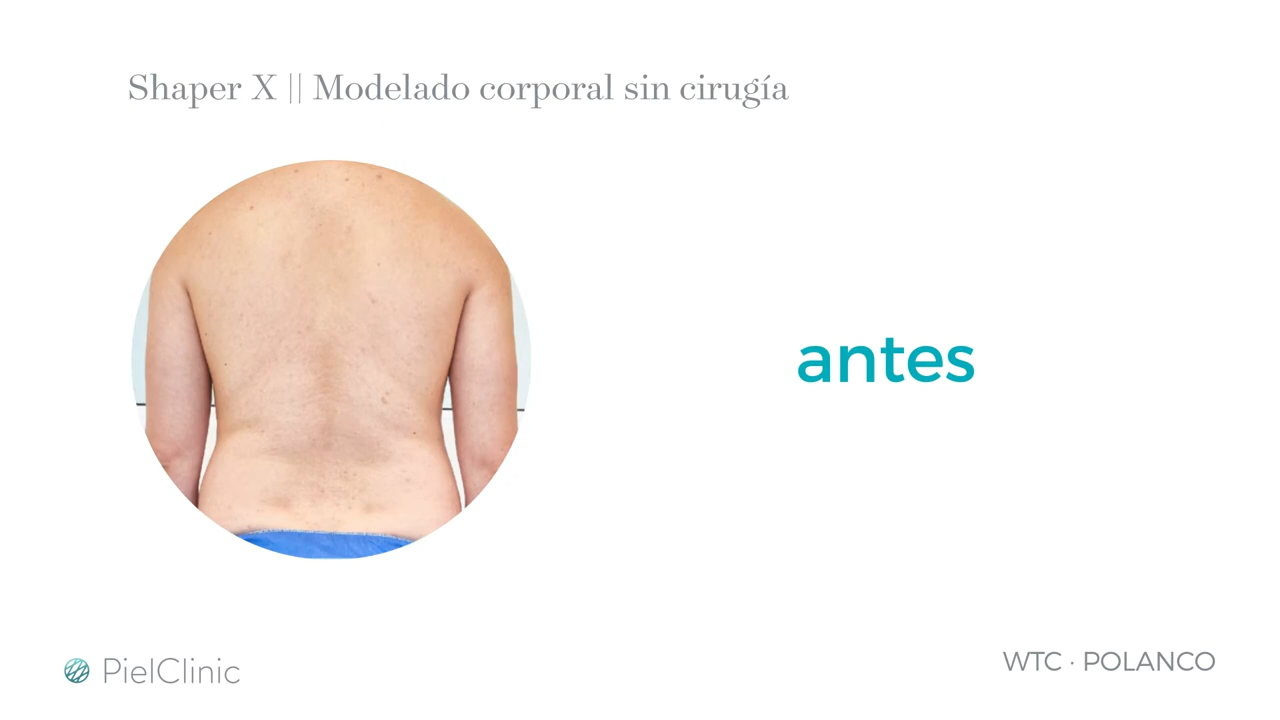 Shaper X || Modelado corporal sin cirugía
antes
PielClinic
WTC · POLANCO